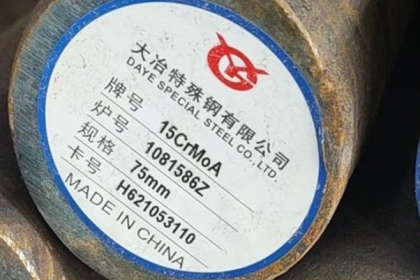 大冶特殊钢有限公司
DAYE SPECIAL STEEL CO.,LTD.
牌号 15CrMoA
炉号 1081586Z
规格 75mm
卡号 H621053110
MADE IN CHINA